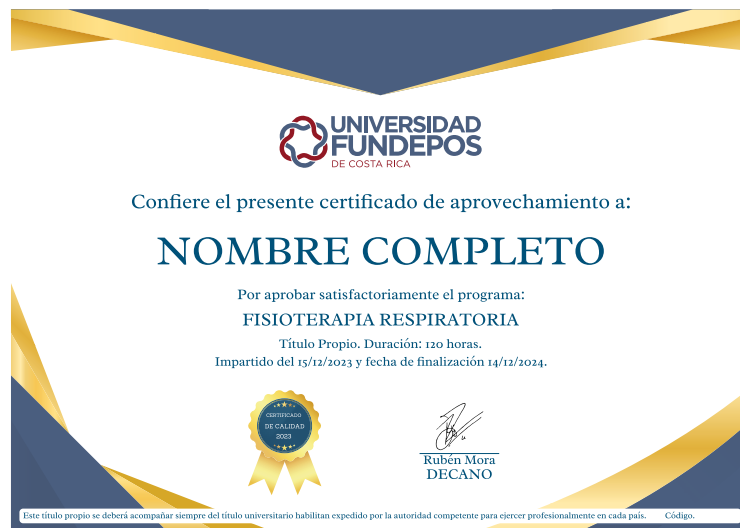 UNIVERSIDAD
FUNDEPOS
DE COSTA RICA
Confiere el presente certificado de aprovechamiento a:
NOMBRE COMPLETO
Por aprobar satisfactoriamente el programa:
FISIOTERAPIA RESPIRATORIA
Título Propio. Duración: 120 horas.
Impartido del 15/12/2023 y fecha de finalización 14/12/2024.
CERTIFICADO
DE CALIDAD
2023
Rubén Mora
DECANO
Este título propio se deberá acompañar siempre del título universitario habilitan expedido por la autoridad competente para ejercer profesionalmente en cada país. Código.